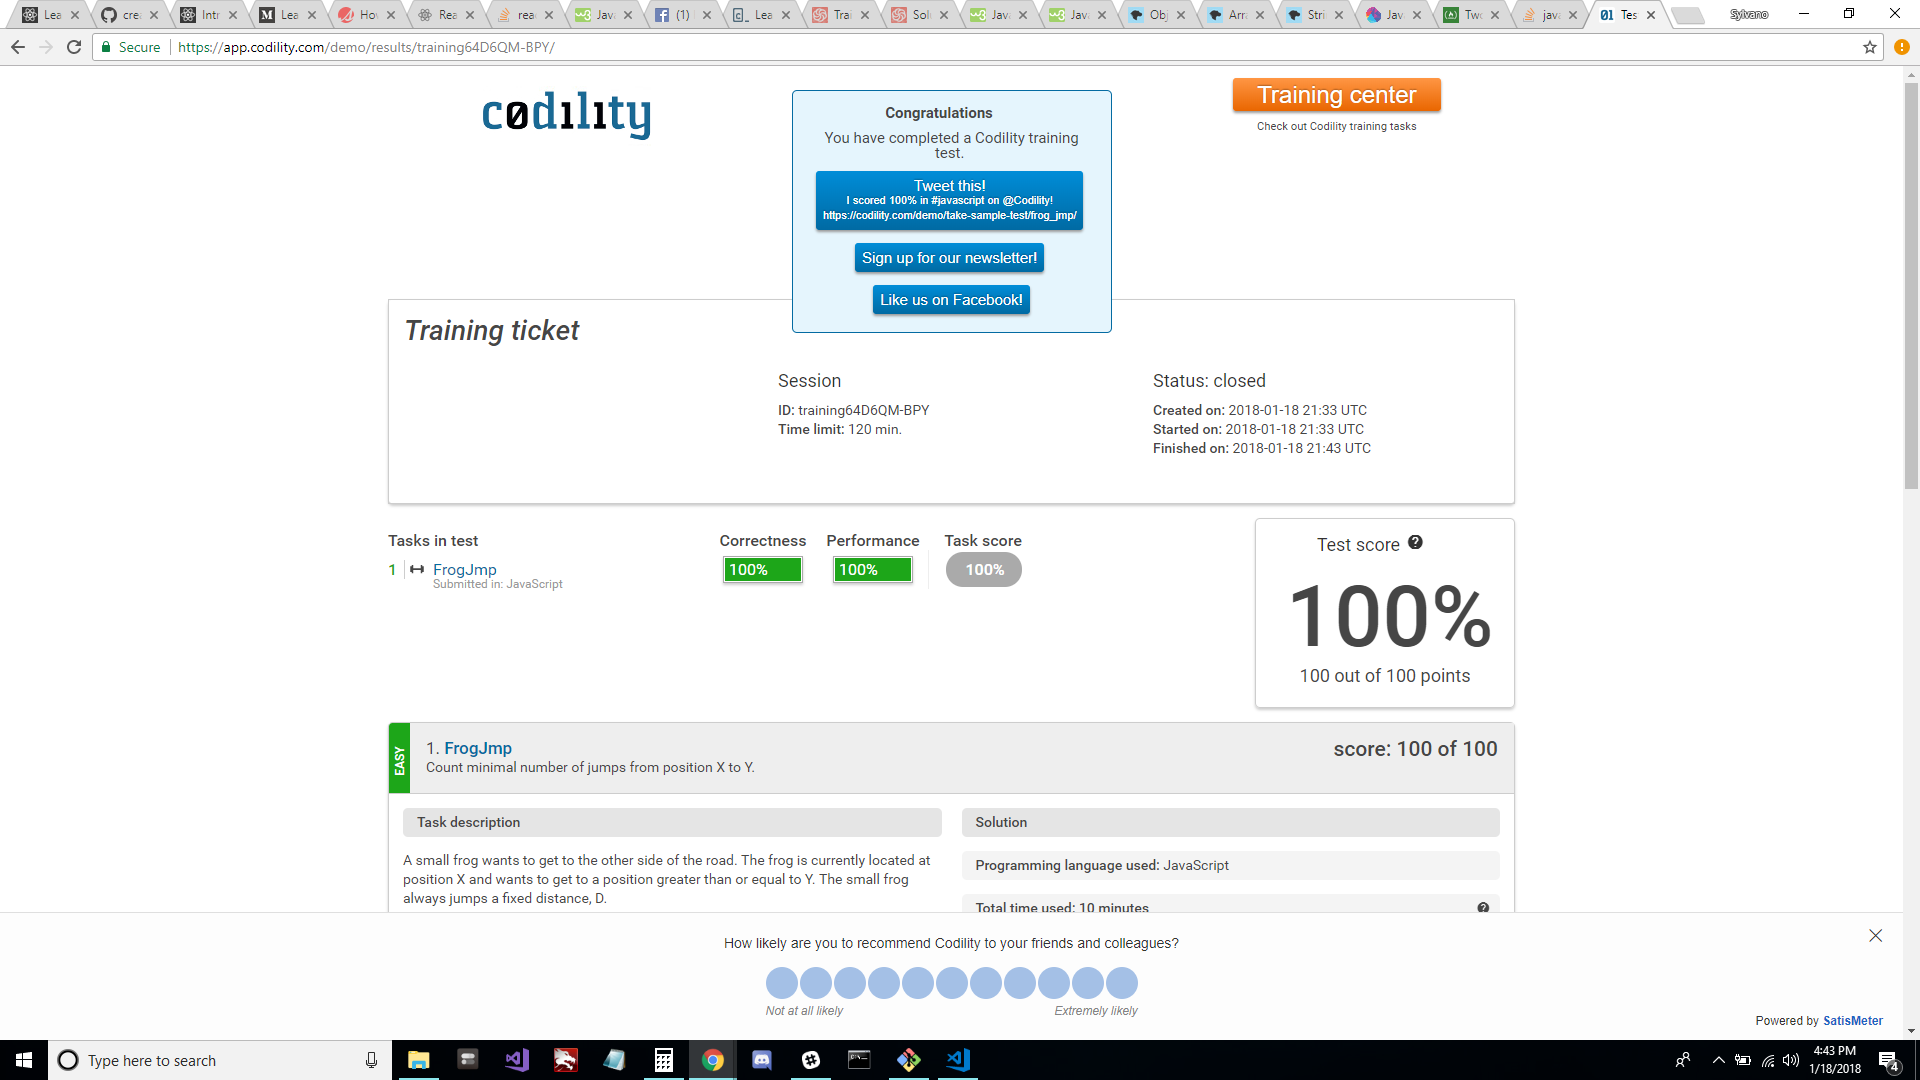 Lea
cre
Intr
Lea
How
Rea
rea
Java
(1)
Lea
Trai
Solu
Java
Java
Obj
Arra
Stri
Java
Two
java
Tes
Sylvano
Secure
https://app.codility.com/demo/results/training64D6QM-BPY/
codility
Congratulations
You have completed a Codility training
test.
Tweet this!
I scored 100% in #javascript on @Codility!
https://codility.com/demo/take-sample-test/frog_jmp/
Sign up for our newsletter!
Like us on Facebook!
Training center
Check out Codility training tasks
Training ticket
Session
ID: training64D6QM-BPY
Time limit: 120 min.
Status: closed
Created on: 2018-01-18 21:33 UTC
Started on: 2018-01-18 21:33 UTC
Finished on: 2018-01-18 21:43 UTC
Tasks in test
Correctness
Performance
Task score
1
FrogJmp
Submitted in: JavaScript
100%
100%
100%
Test score
100%
100 out of 100 points
EASY
1. FrogJmp
Count minimal number of jumps from position X to Y.
score: 100 of 100
Task description
A small frog wants to get to the other side of the road. The frog is currently located at
position X and wants to get to a position greater than or equal to Y. The small frog
always jumps a fixed distance, D.
Solution
Programming language used: JavaScript
Total time used: 10 minutes
How likely are you to recommend Codility to your friends and colleagues?
Not at all likely
Extremely likely
Powered by SatisMeter
Type here to search
4:43 PM
1/18/2018
4